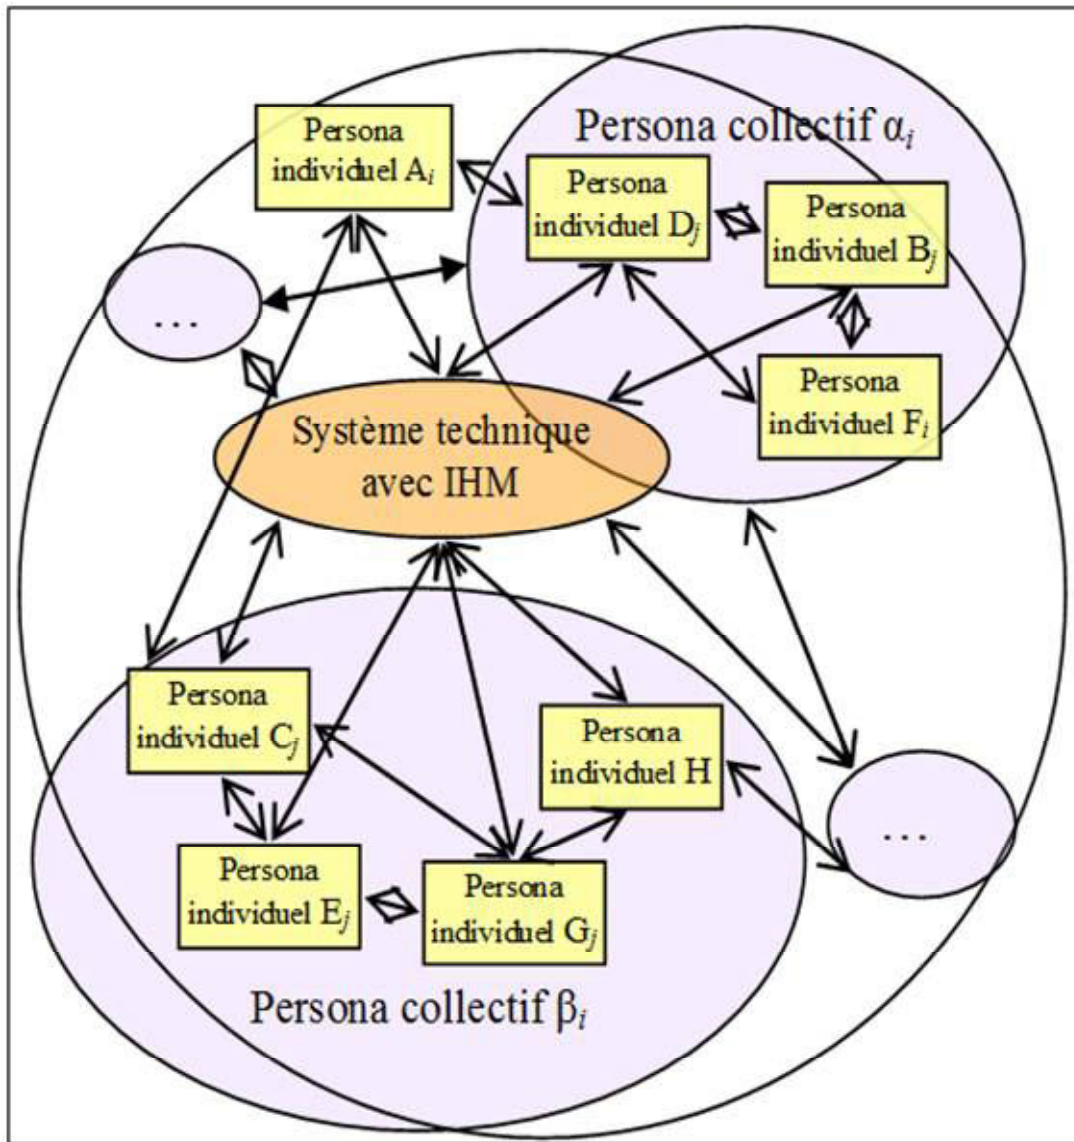 Persona
individuel Aᵢ
Persona collectif αᵢ
Persona
individuel Dⱼ
Persona
individuel Bⱼ
. . .
Persona
individuel Fᵢ
Système technique
avec IHM
Persona
individuel Cⱼ
Persona
individuel H
. . .
Persona
individuel Eⱼ
Persona
individuel Gⱼ
Persona collectif βᵢ